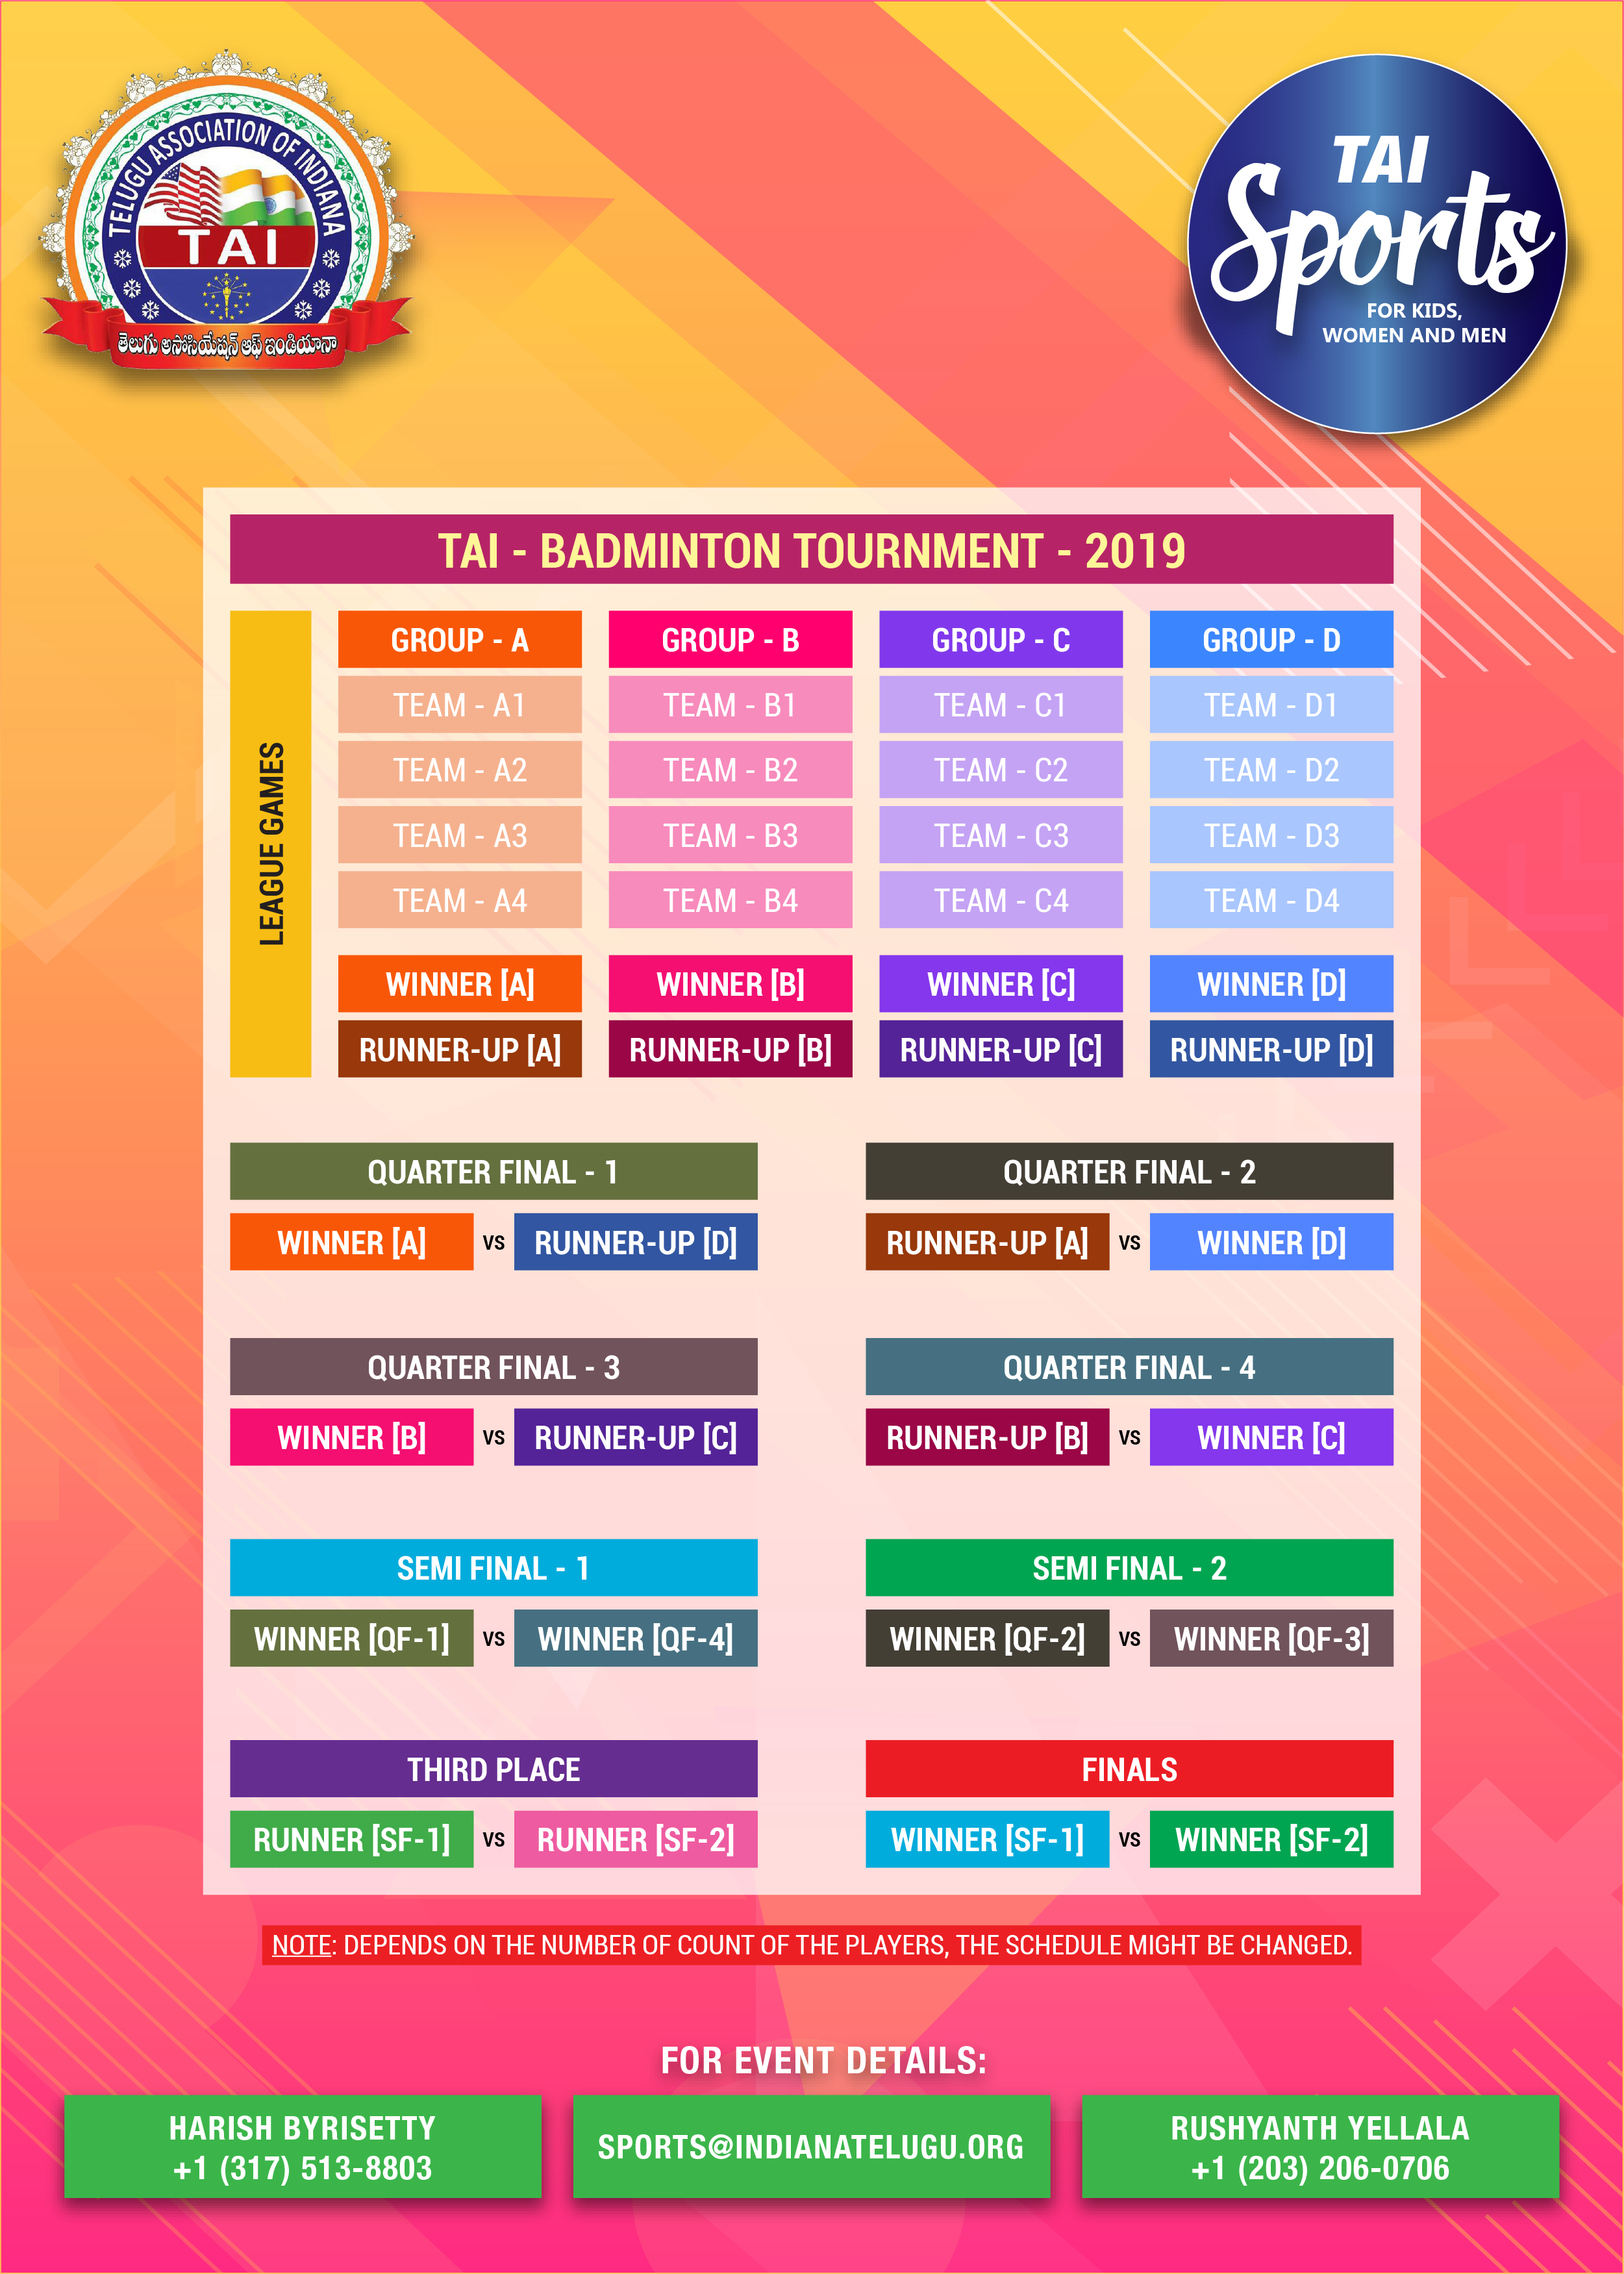 TELUGU ASSOCIATION OF INDIANA
TAI
తెలుగు అసోసియేషన్ ఆఫ్ ఇండియానా
TAI
Sports
FOR KIDS,
WOMEN AND MEN
TAI - BADMINTON TOURNMENT - 2019
LEAGUE GAMES
GROUP - A GROUP - B GROUP - C GROUP - D
TEAM - A1 TEAM - B1 TEAM - C1 TEAM - D1
TEAM - A2 TEAM - B2 TEAM - C2 TEAM - D2
TEAM - A3 TEAM - B3 TEAM - C3 TEAM - D3
TEAM - A4 TEAM - B4 TEAM - C4 TEAM - D4
WINNER [A] WINNER [B] WINNER [C] WINNER [D]
RUNNER-UP [A] RUNNER-UP [B] RUNNER-UP [C] RUNNER-UP [D]
QUARTER FINAL - 1 QUARTER FINAL - 2
WINNER [A] VS RUNNER-UP [D] RUNNER-UP [A] VS WINNER [D]
QUARTER FINAL - 3 QUARTER FINAL - 4
WINNER [B] VS RUNNER-UP [C] RUNNER-UP [B] VS WINNER [C]
SEMI FINAL - 1 SEMI FINAL - 2
WINNER [QF-1] VS WINNER [QF-4] WINNER [QF-2] VS WINNER [QF-3]
THIRD PLACE FINALS
RUNNER [SF-1] VS RUNNER [SF-2] WINNER [SF-1] VS WINNER [SF-2]
NOTE: DEPENDS ON THE NUMBER OF COUNT OF THE PLAYERS, THE SCHEDULE MIGHT BE CHANGED.
FOR EVENT DETAILS:
HARISH BYRISETTY
+1 (317) 513-8803
SPORTS@INDIANATELUGU.ORG
RUSHYANTH YELLALA
+1 (203) 206-0706